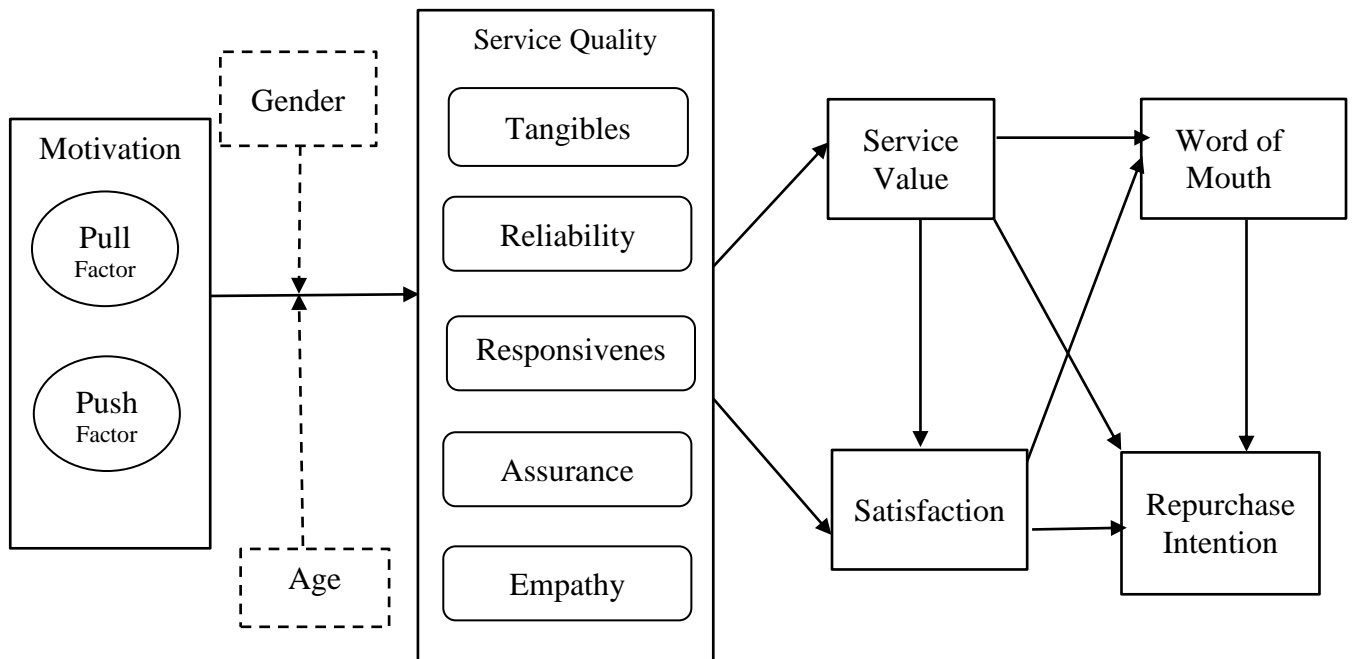 Motivation
Pull
Factor
Push
Factor
Gender
Age
Service Quality
Tangibles
Reliability
Responsivenes
Assurance
Empathy
Service
Value
Satisfaction
Word of
Mouth
Repurchase
Intention